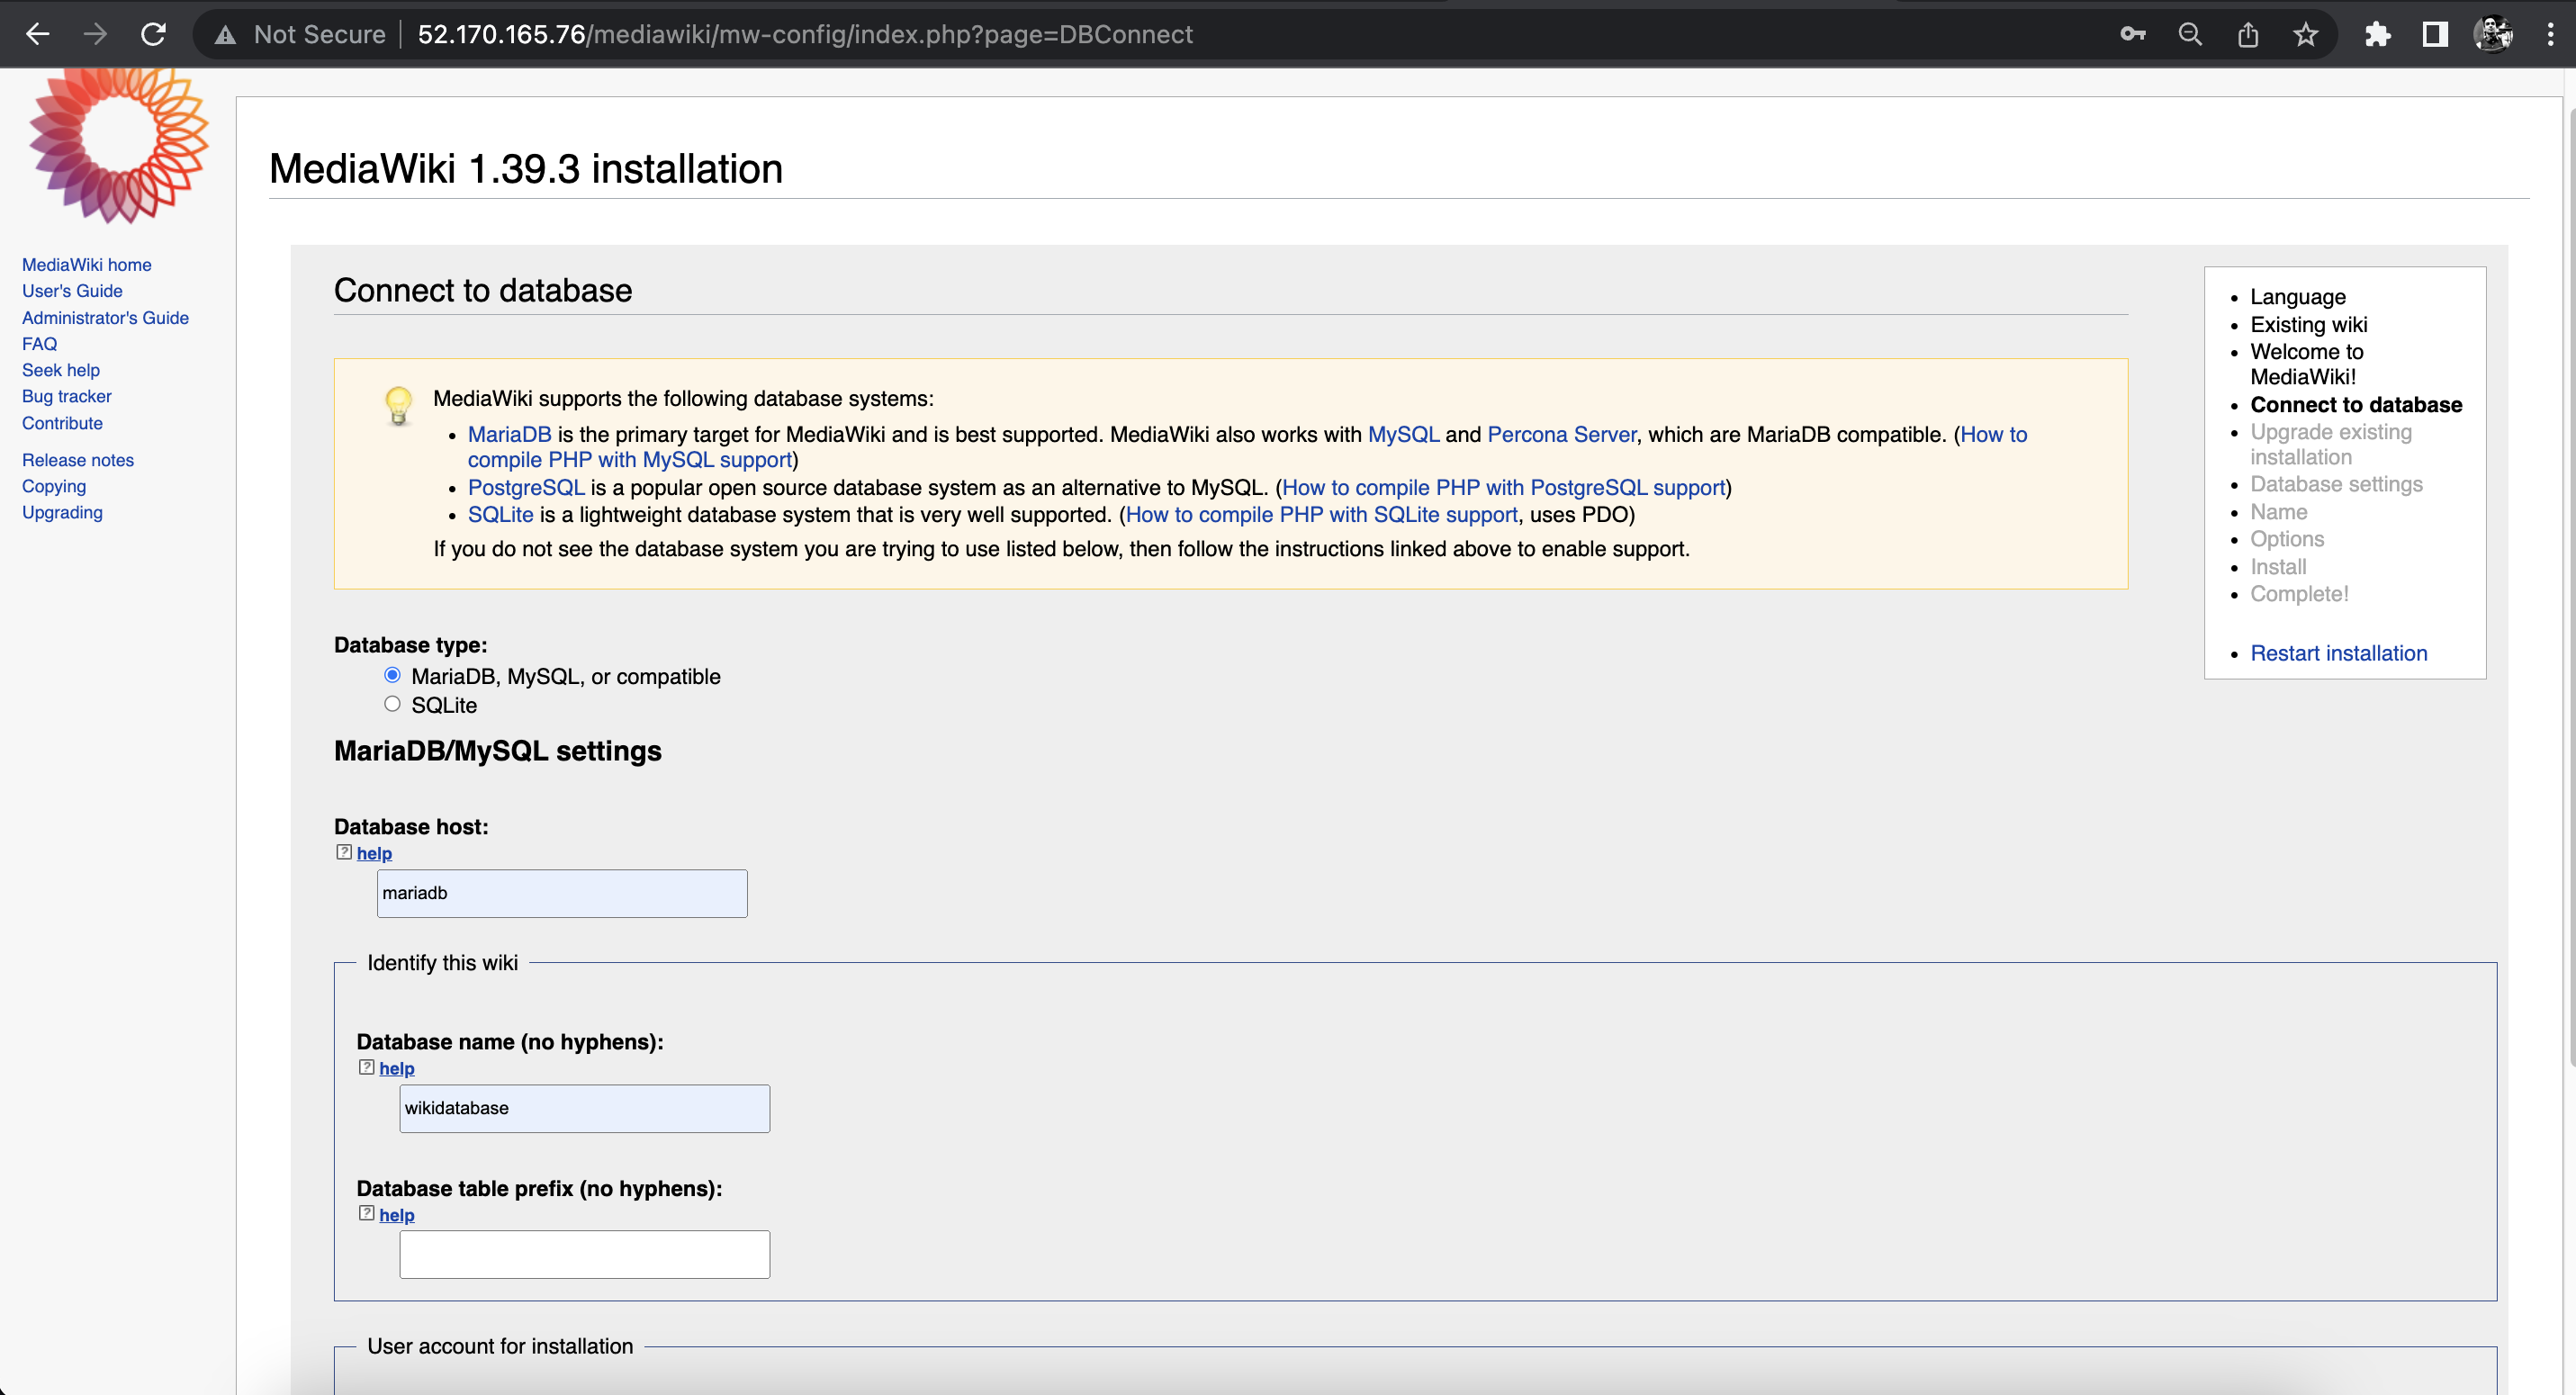 Not Secure | 52.170.165.76/mediawiki/mw-config/index.php?page=DBConnect
MediaWiki home
User's Guide
Administrator's Guide
FAQ
Seek help
Bug tracker
Contribute
Release notes
Copying
Upgrading
MediaWiki 1.39.3 installation
Connect to database
MediaWiki supports the following database systems:
• MariaDB is the primary target for MediaWiki and is best supported. MediaWiki also works with MySQL and Percona Server, which are MariaDB compatible. (How to
compile PHP with MySQL support)
• PostgreSQL is a popular open source database system as an alternative to MySQL. (How to compile PHP with PostgreSQL support)
• SQLite is a lightweight database system that is very well supported. (How to compile PHP with SQLite support, uses PDO)
If you do not see the database system you are trying to use listed below, then follow the instructions linked above to enable support.
Database type:
MariaDB, MySQL, or compatible
SQLite
MariaDB/MySQL settings
Database host:
? help
mariadb
Identify this wiki
Database name (no hyphens):
? help
wikidatabase
Database table prefix (no hyphens):
? help
User account for installation
• Language
• Existing wiki
• Welcome to
MediaWiki!
• Connect to database
• Upgrade existing
installation
• Database settings
• Name
• Options
• Install
• Complete!
• Restart installation